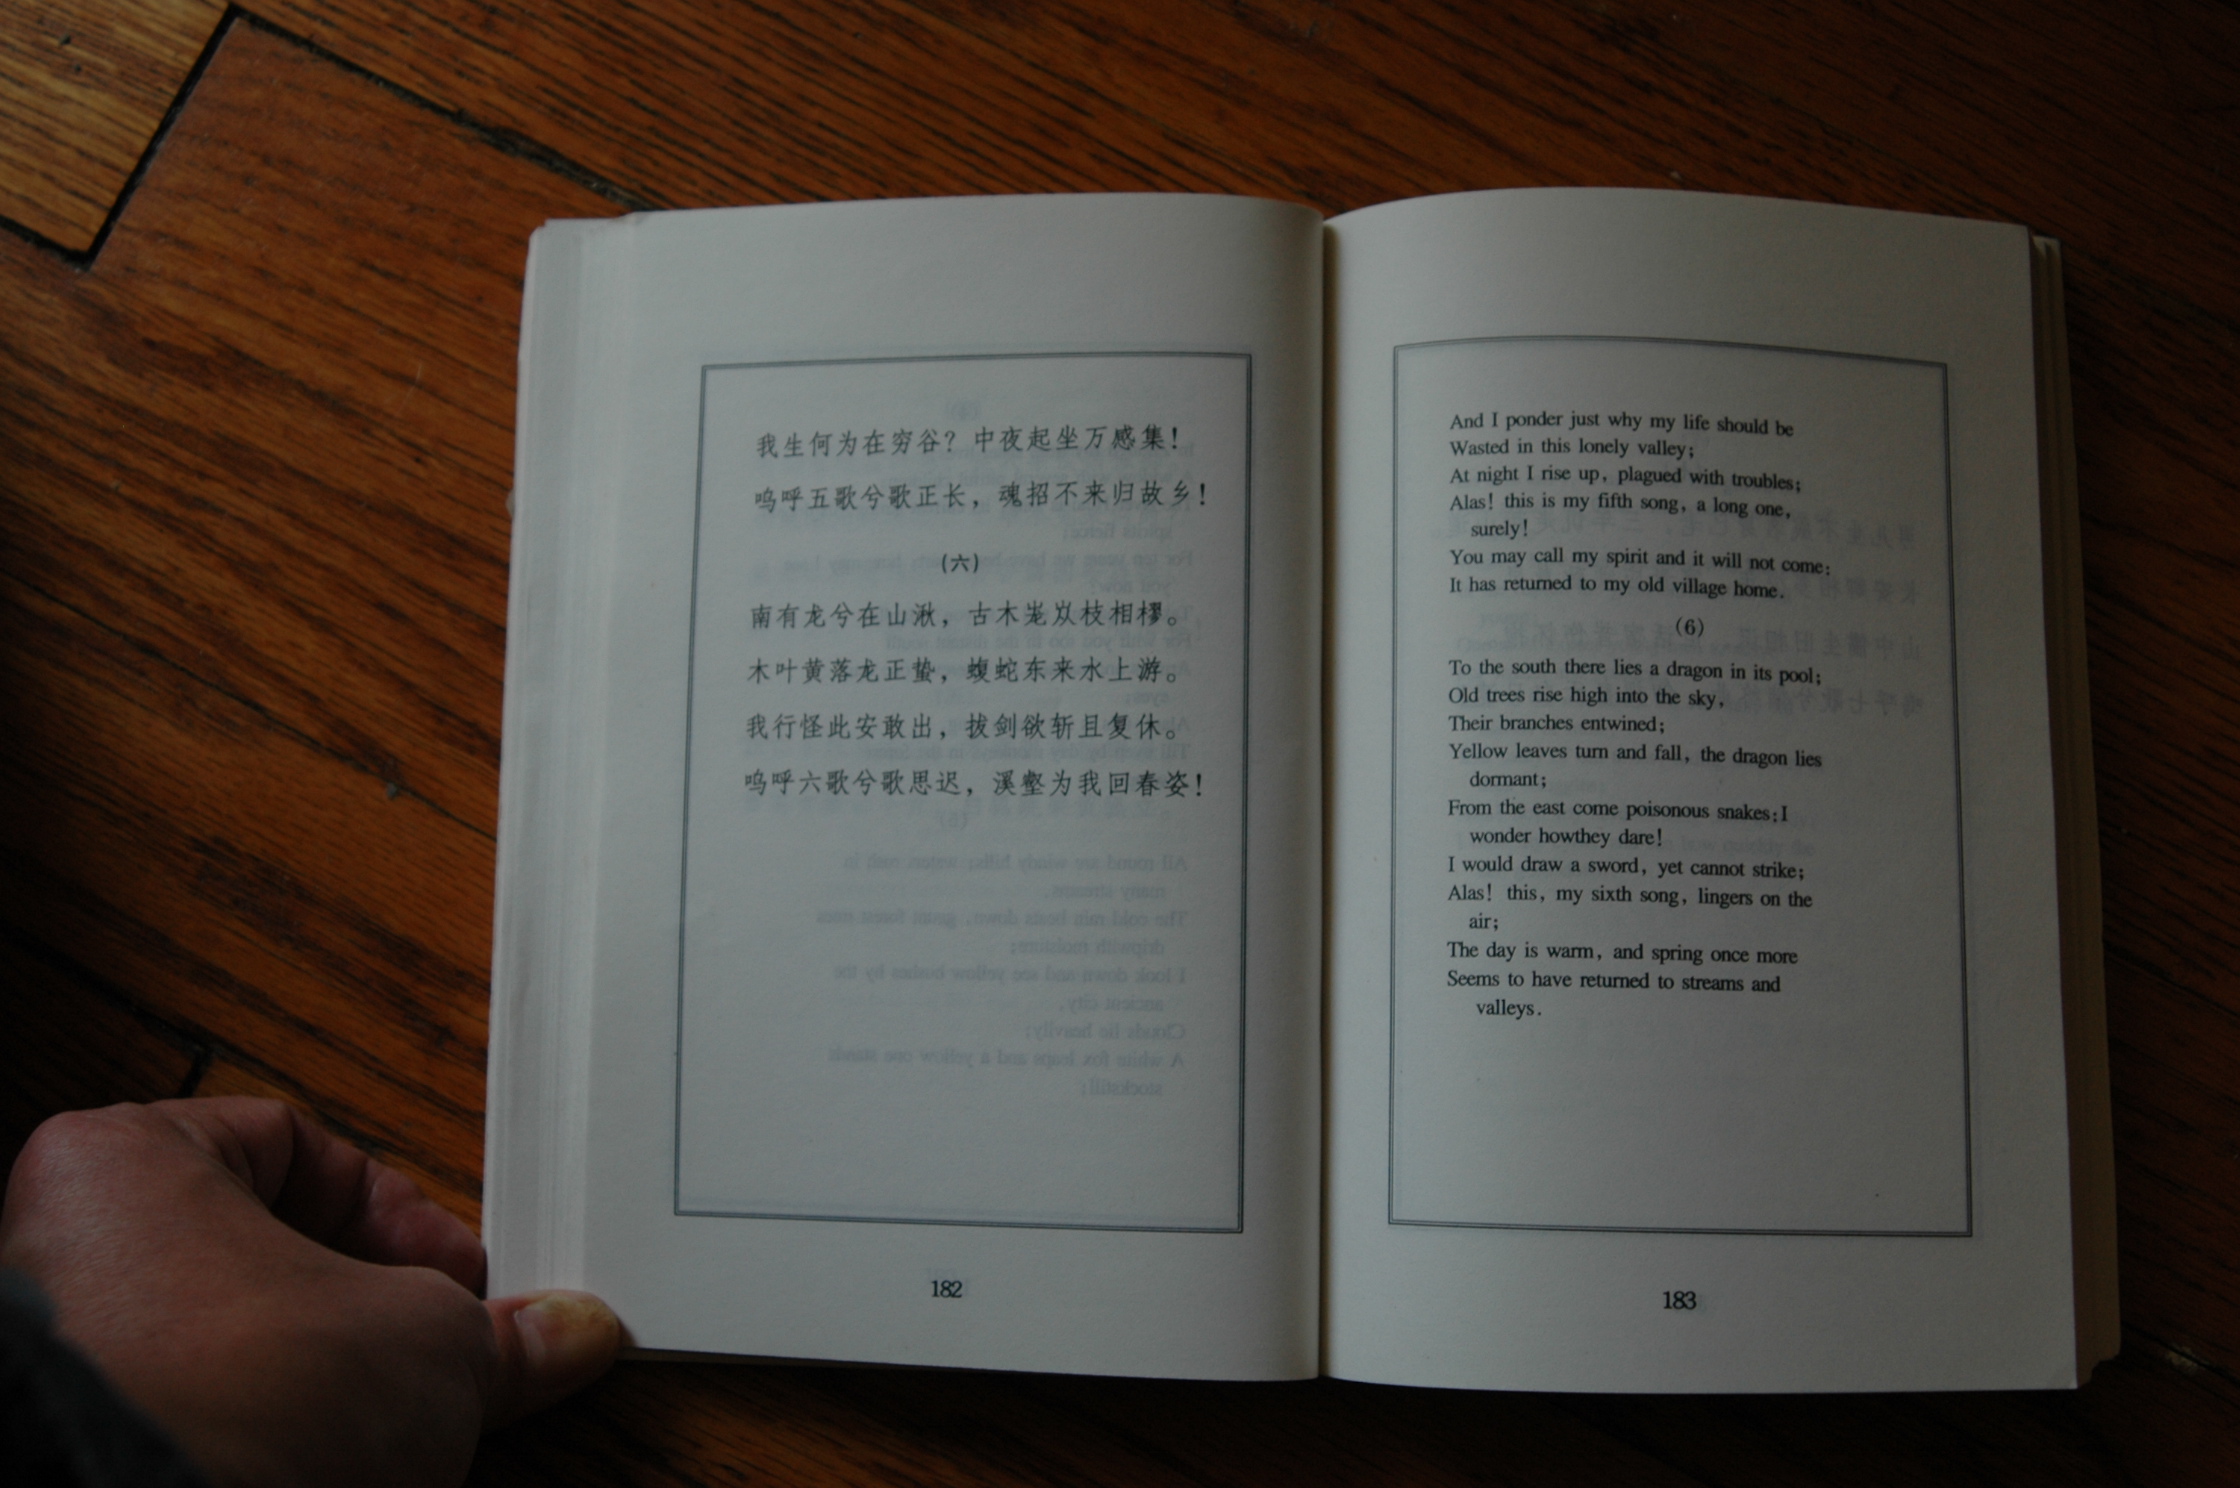 我生何为在穷谷？中夜起坐万感集！
呜呼五歌兮歌正长，魂招不来归故乡！
（六）
南有龙兮在山湫，古木巃嵸枝相樛。
木叶黄落龙正蛰，蝮蛇东来水上游。
我行怪此安敢出，拔剑欲斩且复休。
呜呼六歌兮歌思迟，溪壑为我回春姿！
182
And I ponder just why my life should be
Wasted in this lonely valley;
At night I rise up, plagued with troubles;
Alas! this is my fifth song, a long one,
surely!
You may call my spirit and it will not come:
It has returned to my old village home.
(6)
To the south there lies a dragon in its pool;
Old trees rise high into the sky,
Their branches entwined;
Yellow leaves turn and fall, the dragon lies
dormant;
From the east come poisonous snakes;I
wonder howthey dare!
I would draw a sword, yet cannot strike;
Alas! this, my sixth song, lingers on the
air;
The day is warm, and spring once more
Seems to have returned to streams and
valleys.
183